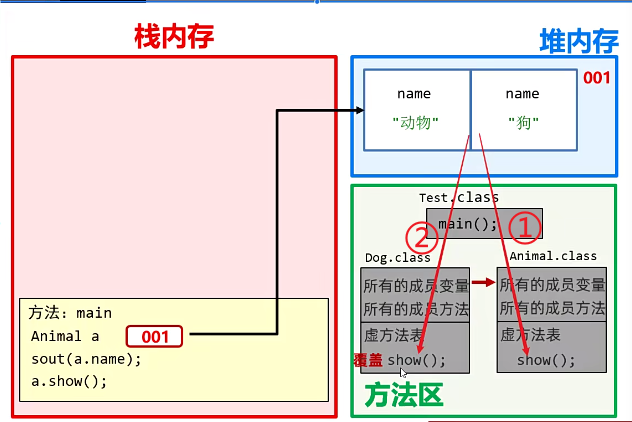 栈内存
堆内存
001
name
name
"动物"
"狗"
Test.class
main();
①
②
Dog.class
Animal.class
所有的成员变量
所有的成员变量
所有的成员方法
所有的成员方法
虚方法表
虚方法表
覆盖 show();
show();
方法区
方法：main
Animal a
001
sout(a.name);
a.show();